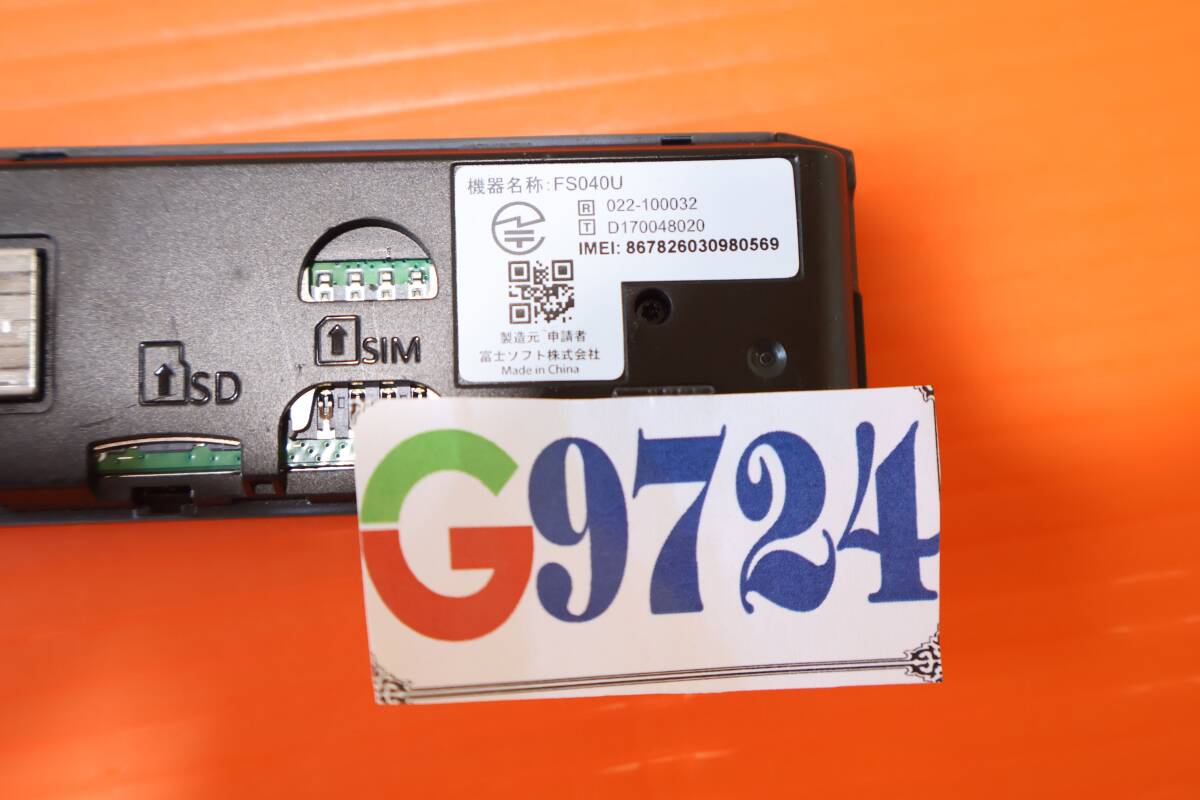 機器名称:FS040U
R 022-100032
T D170048020
IMEI: 867826030980569
製造元 申請者
富士ソフト株式会社
Made in China
SIM
SD
G9724